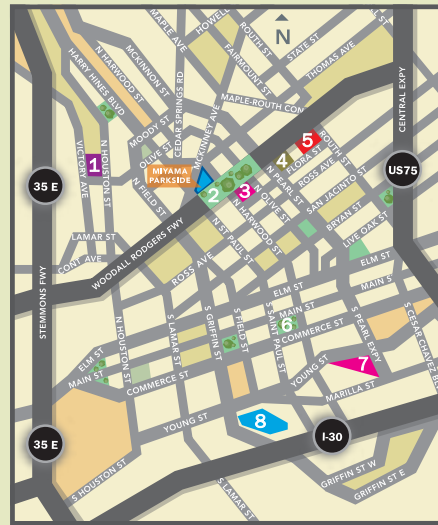 MAPLE AVE
HOWELL
ROUTH ST
N
STATE ST
THOMAS AVE
FAIRMOUNT ST
N HARWOOD ST
MCKINNON ST
HARRY HINES BLVD
CEDAR SPRINGS RD
MAPLE-ROUTH CON
CENTRAL EXPY
MOODY ST
MCKINNEY AVE
OLIVE ST
5
ROUTH ST
4
FLORA ST
ROSS AVE
1
N HOUSTON ST
VICTORY AVE
MIYAMA
PARKSIDE
N PEARL ST
US75
35 E
2
3
SAN JACINTO ST
N FIELD ST
N OLIVE ST
N HARWOOD ST
BRYAN ST
N ST PAUL ST
LIVE OAK ST
LAMAR ST
CONT AVE
WOODALL RODGERS FWY
ROSS AVE
ELM ST
STEMMONS FWY
ELM ST
MAIN S
N HOUSTON ST
S LAMAR ST
S GRIFFIN ST
S FIELD ST
MAIN ST
6
COMMERCE ST
S SAINT PAUL ST
S PEARL EXPY
S CESAR CHAVEZ BL
ELM ST
MAIN ST
COMMERCE ST
YOUNG ST
7
MARILLA ST
YOUNG ST
8
I-30
35 E
S HOUSTON ST
S LAMAR ST
GRIFFIN ST W
GRIFFIN ST E